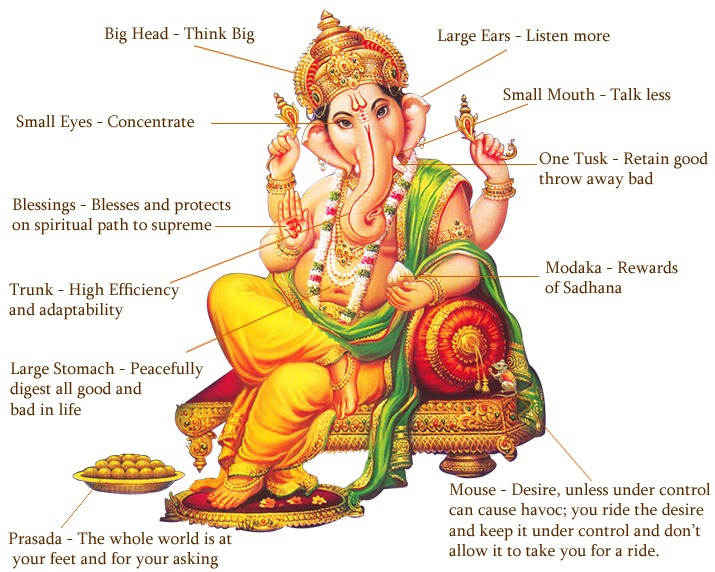 Big Head - Think Big
Large Ears - Listen more
Small Mouth - Talk less
Small Eyes - Concentrate
One Tusk - Retain good
throw away bad
Blessings - Blesses and protects
on spiritual path to supreme
Modaka - Rewards
of Sadhana
Trunk - High Efficiency
and adaptability
Large Stomach - Peacefully
digest all good and
bad in life
Mouse - Desire, unless under control
can cause havoc; you ride the desire
and keep it under control and don't
allow it to take you for a ride.
Prasada - The whole world is at
your feet and for your asking
ॐ